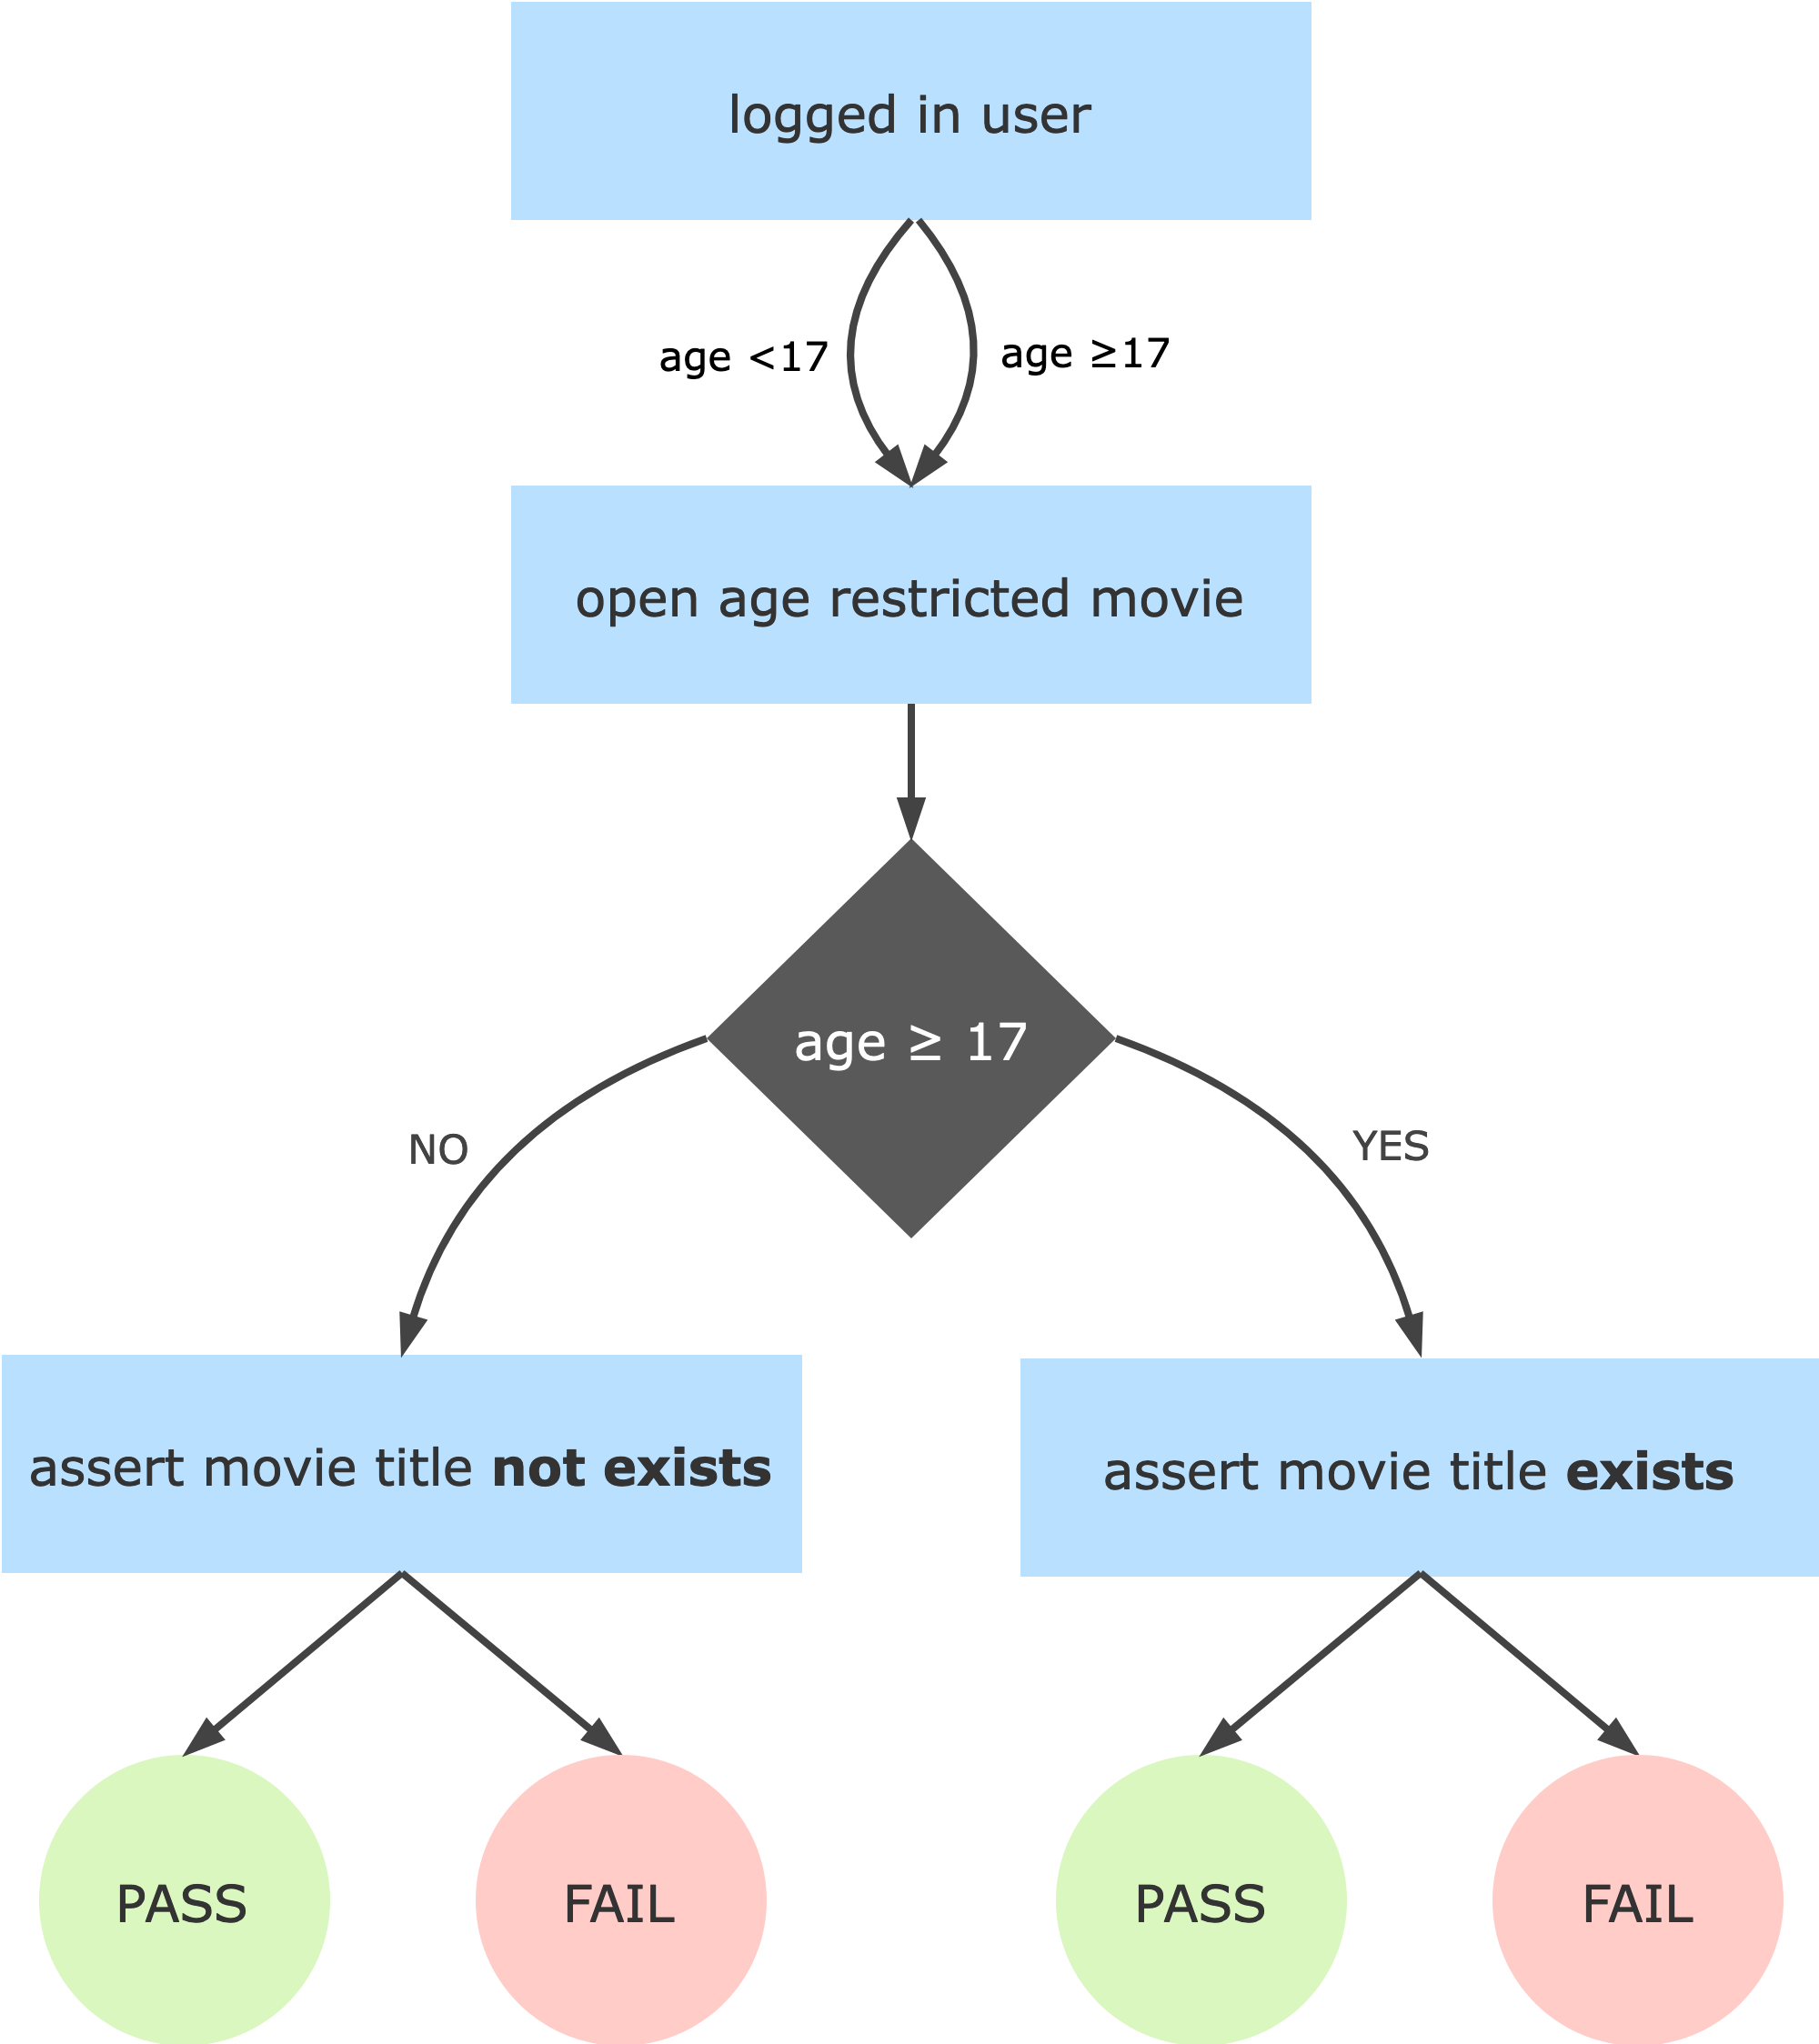 logged in user
age <17
age ≥17
open age restricted movie
age ≥ 17
NO
YES
assert movie title not exists
assert movie title exists
PASS
FAIL
PASS
FAIL